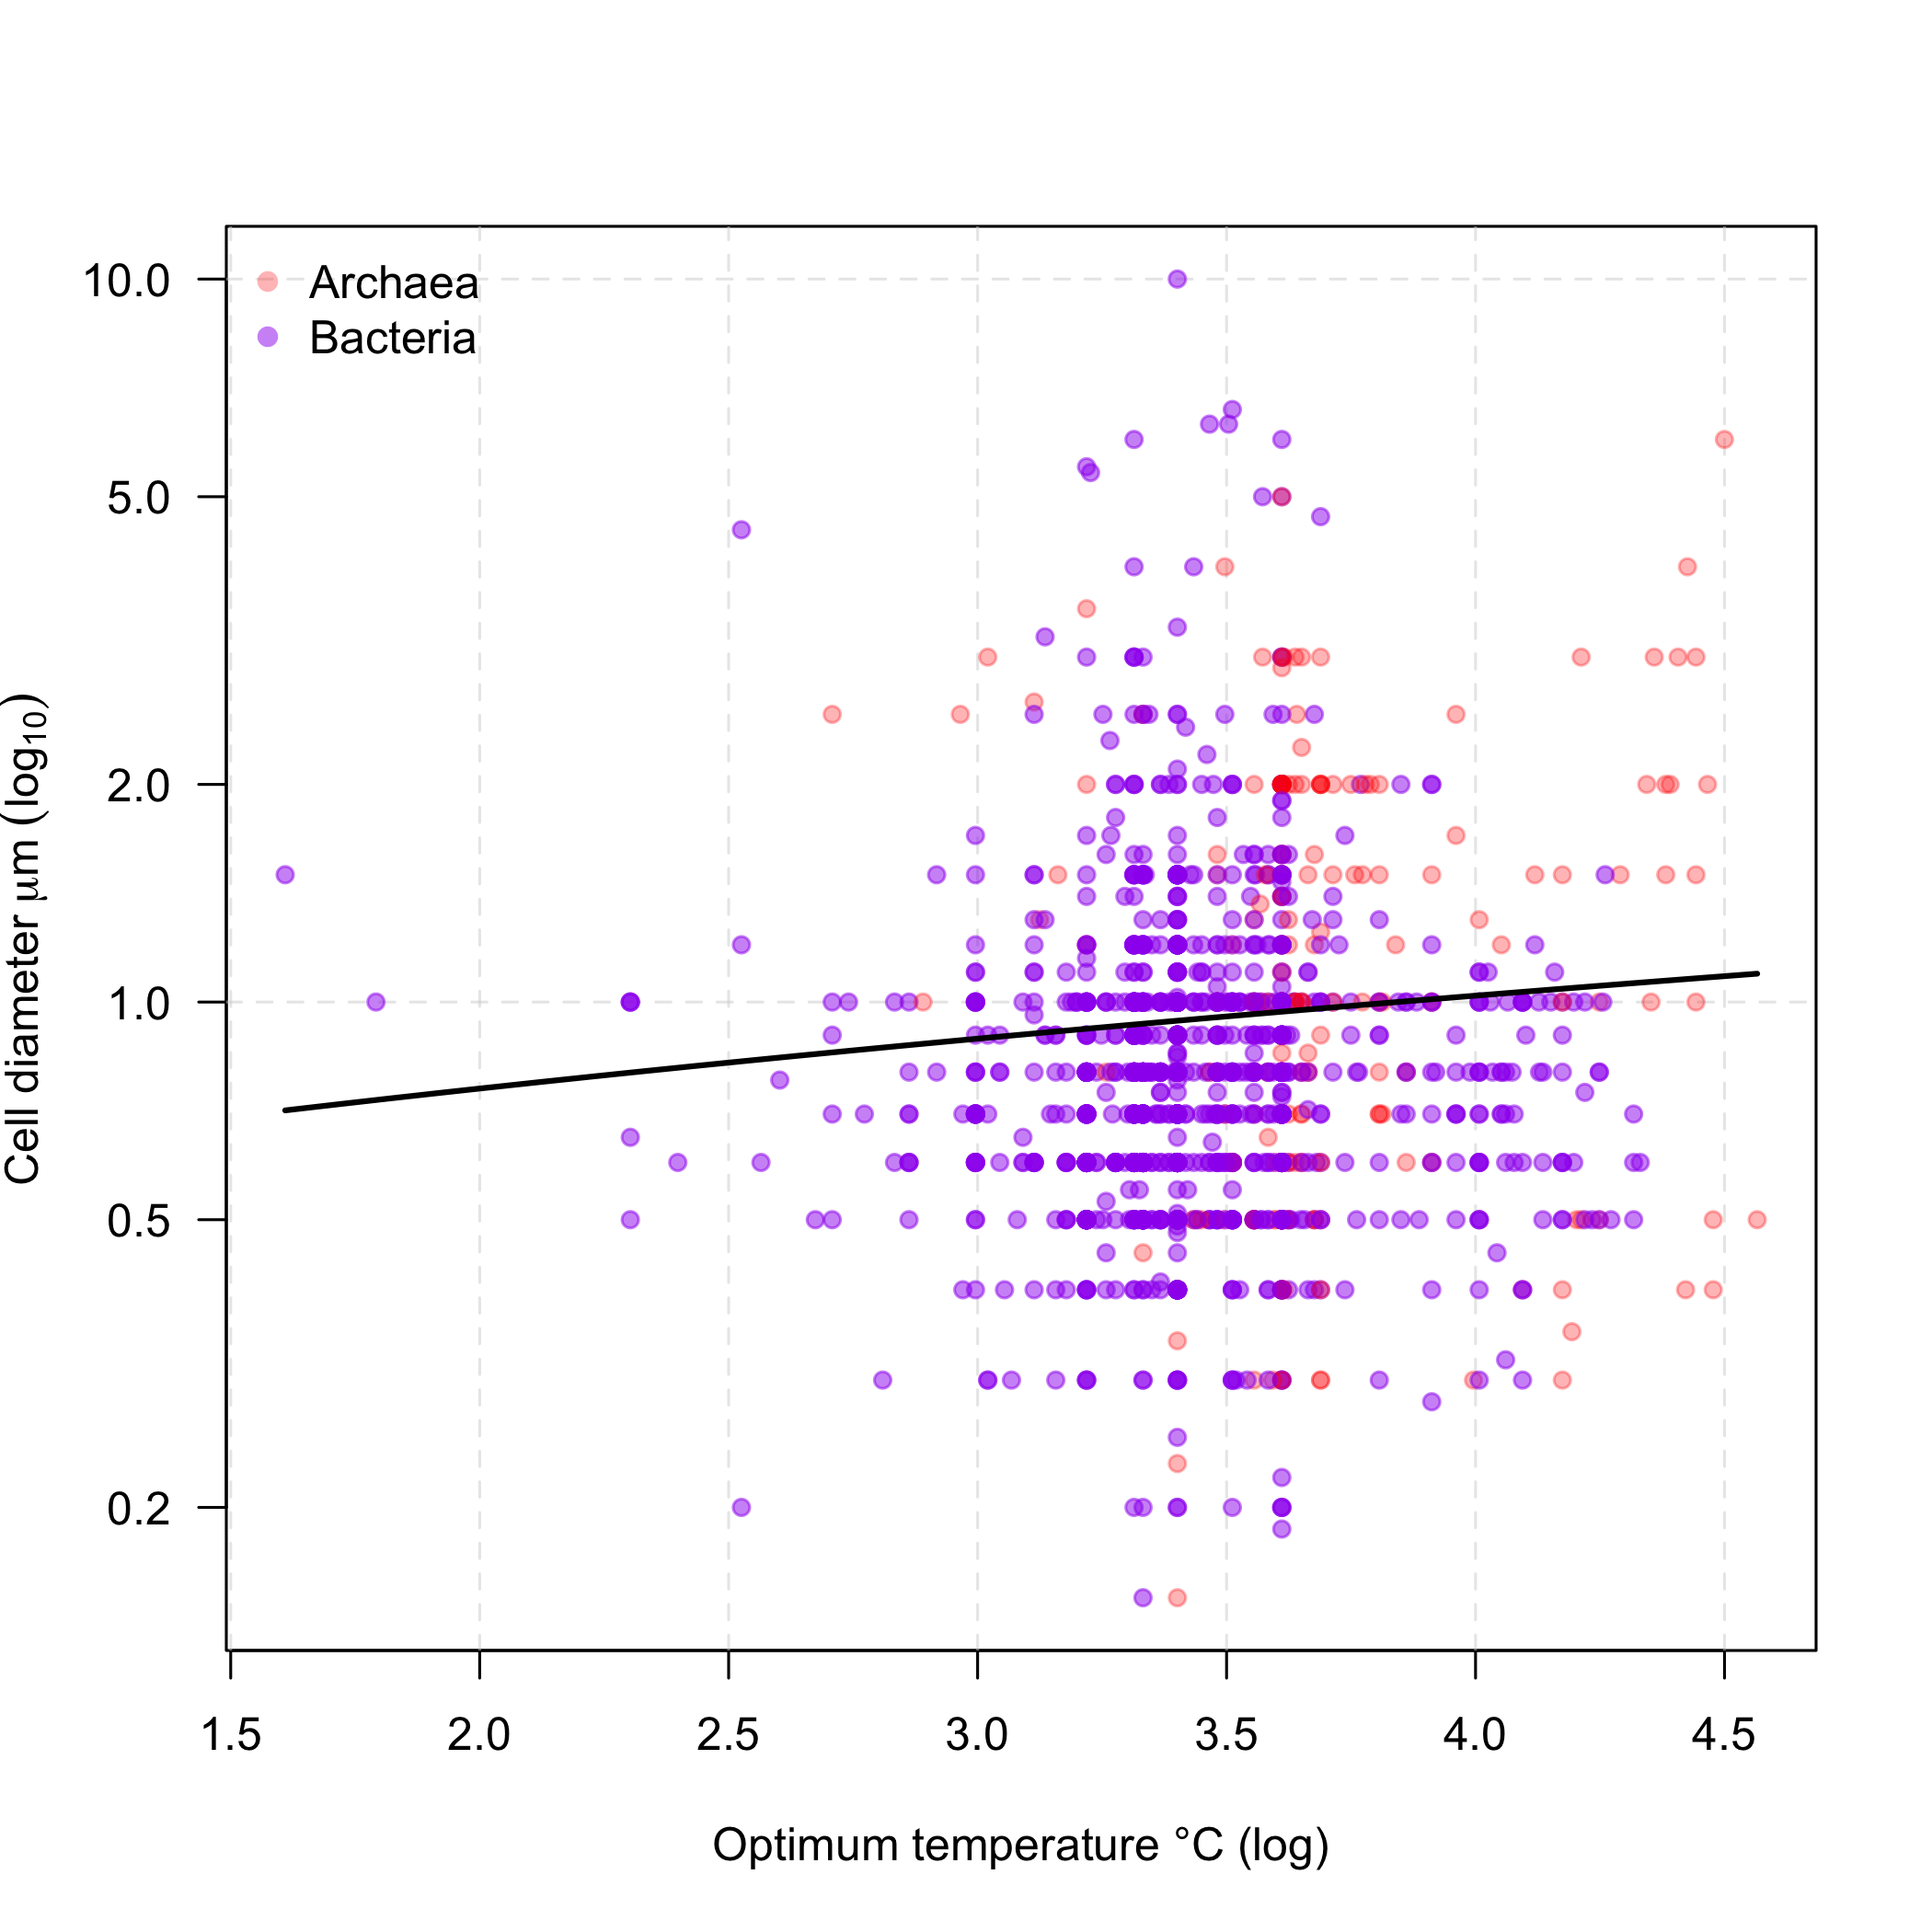 Archaea
Bacteria
10.0
5.0
2.0
1.0
0.5
0.2
Cell diameter μm (log₁₀)
1.5 2.0 2.5 3.0 3.5 4.0 4.5
Optimum temperature °C (log)